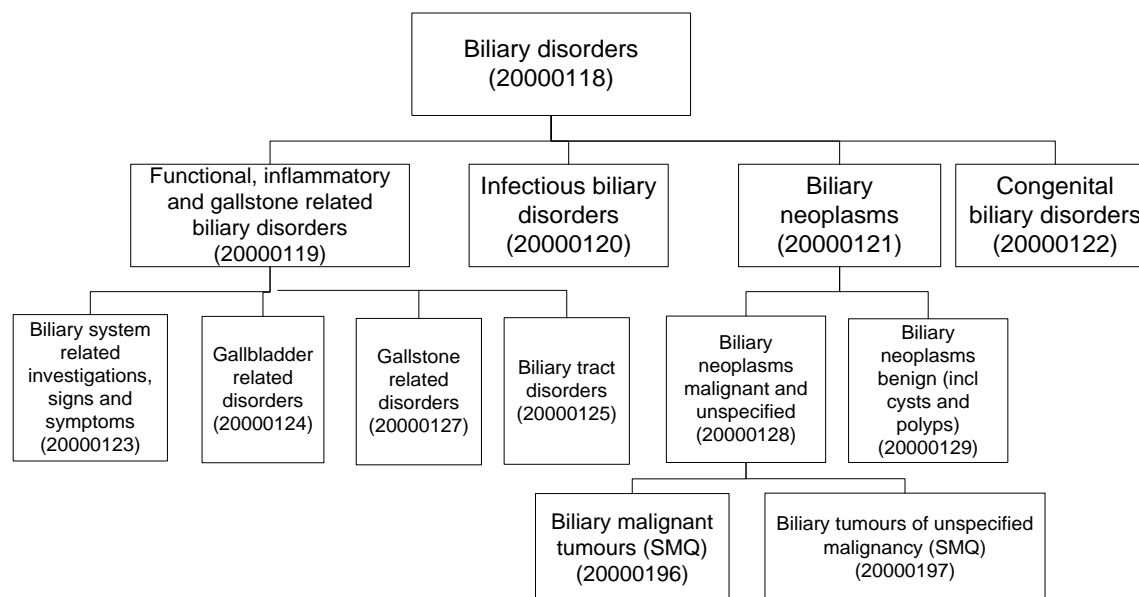 Biliary disorders
(20000118)
Functional, inflammatory
and gallstone related
biliary disorders
(20000119)
Infectious biliary
disorders
(20000120)
Biliary
neoplasms
(20000121)
Congenital
biliary disorders
(20000122)
Biliary system
related
investigations,
signs and
symptoms
(20000123)
Gallbladder
related
disorders
(20000124)
Gallstone
related
disorders
(20000127)
Biliary tract
disorders
(20000125)
Biliary
neoplasms
malignant and
unspecified
(20000128)
Biliary
neoplasms
benign (incl
cysts and
polyps)
(20000129)
Biliary malignant
tumours (SMQ)
(20000196)
Biliary tumours of unspecified
malignancy (SMQ)
(20000197)